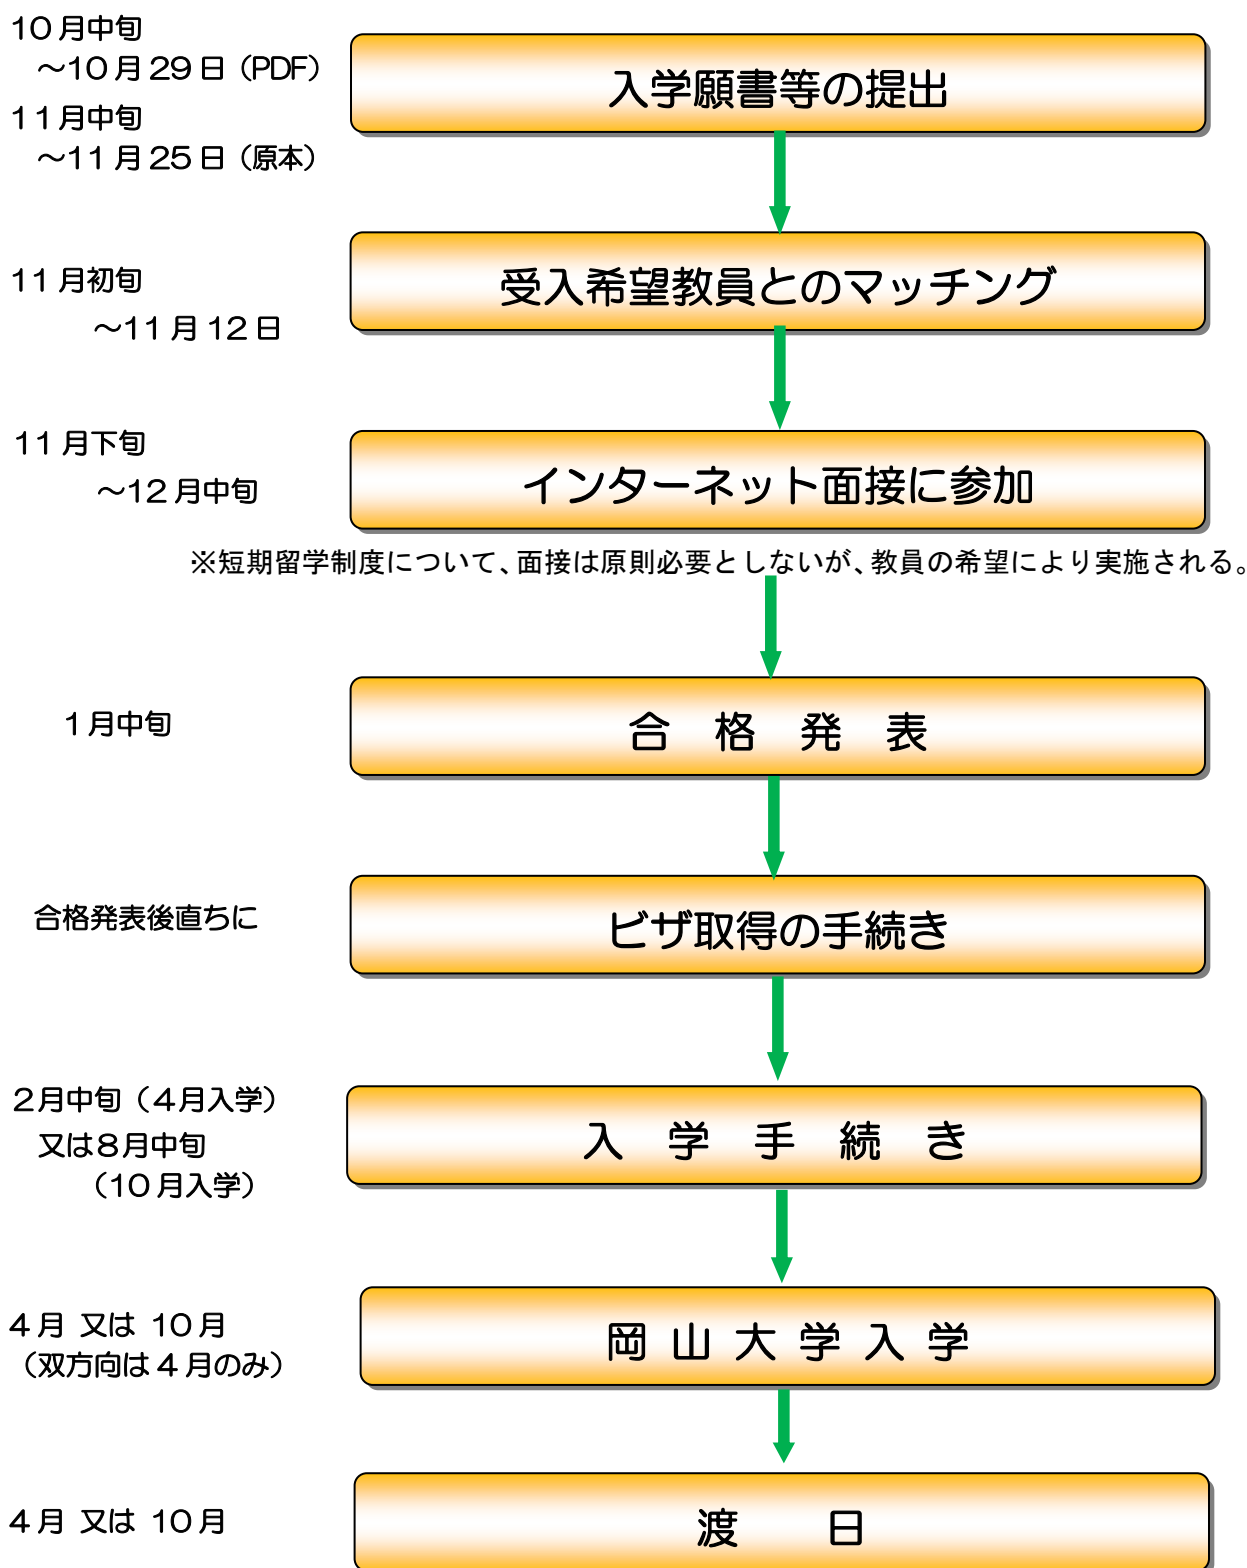 10月中旬
～10月29日（PDF）
11月中旬
～11月25日（原本）
入学願書等の提出
11月初旬
～11月12日
受入希望教員とのマッチング
11月下旬
～12月中旬
インターネット面接に参加
※短期留学制度について、面接は原則必要としないが、教員の希望により実施される。
1月中旬
合格発表
合格発表後直ちに
ビザ取得の手続き
2月中旬（4月入学）
又は8月中旬
（10月入学）
入学手続き
4月 又は 10月
（双方向は4月のみ）
岡山大学入学
4月 又は 10月
渡日